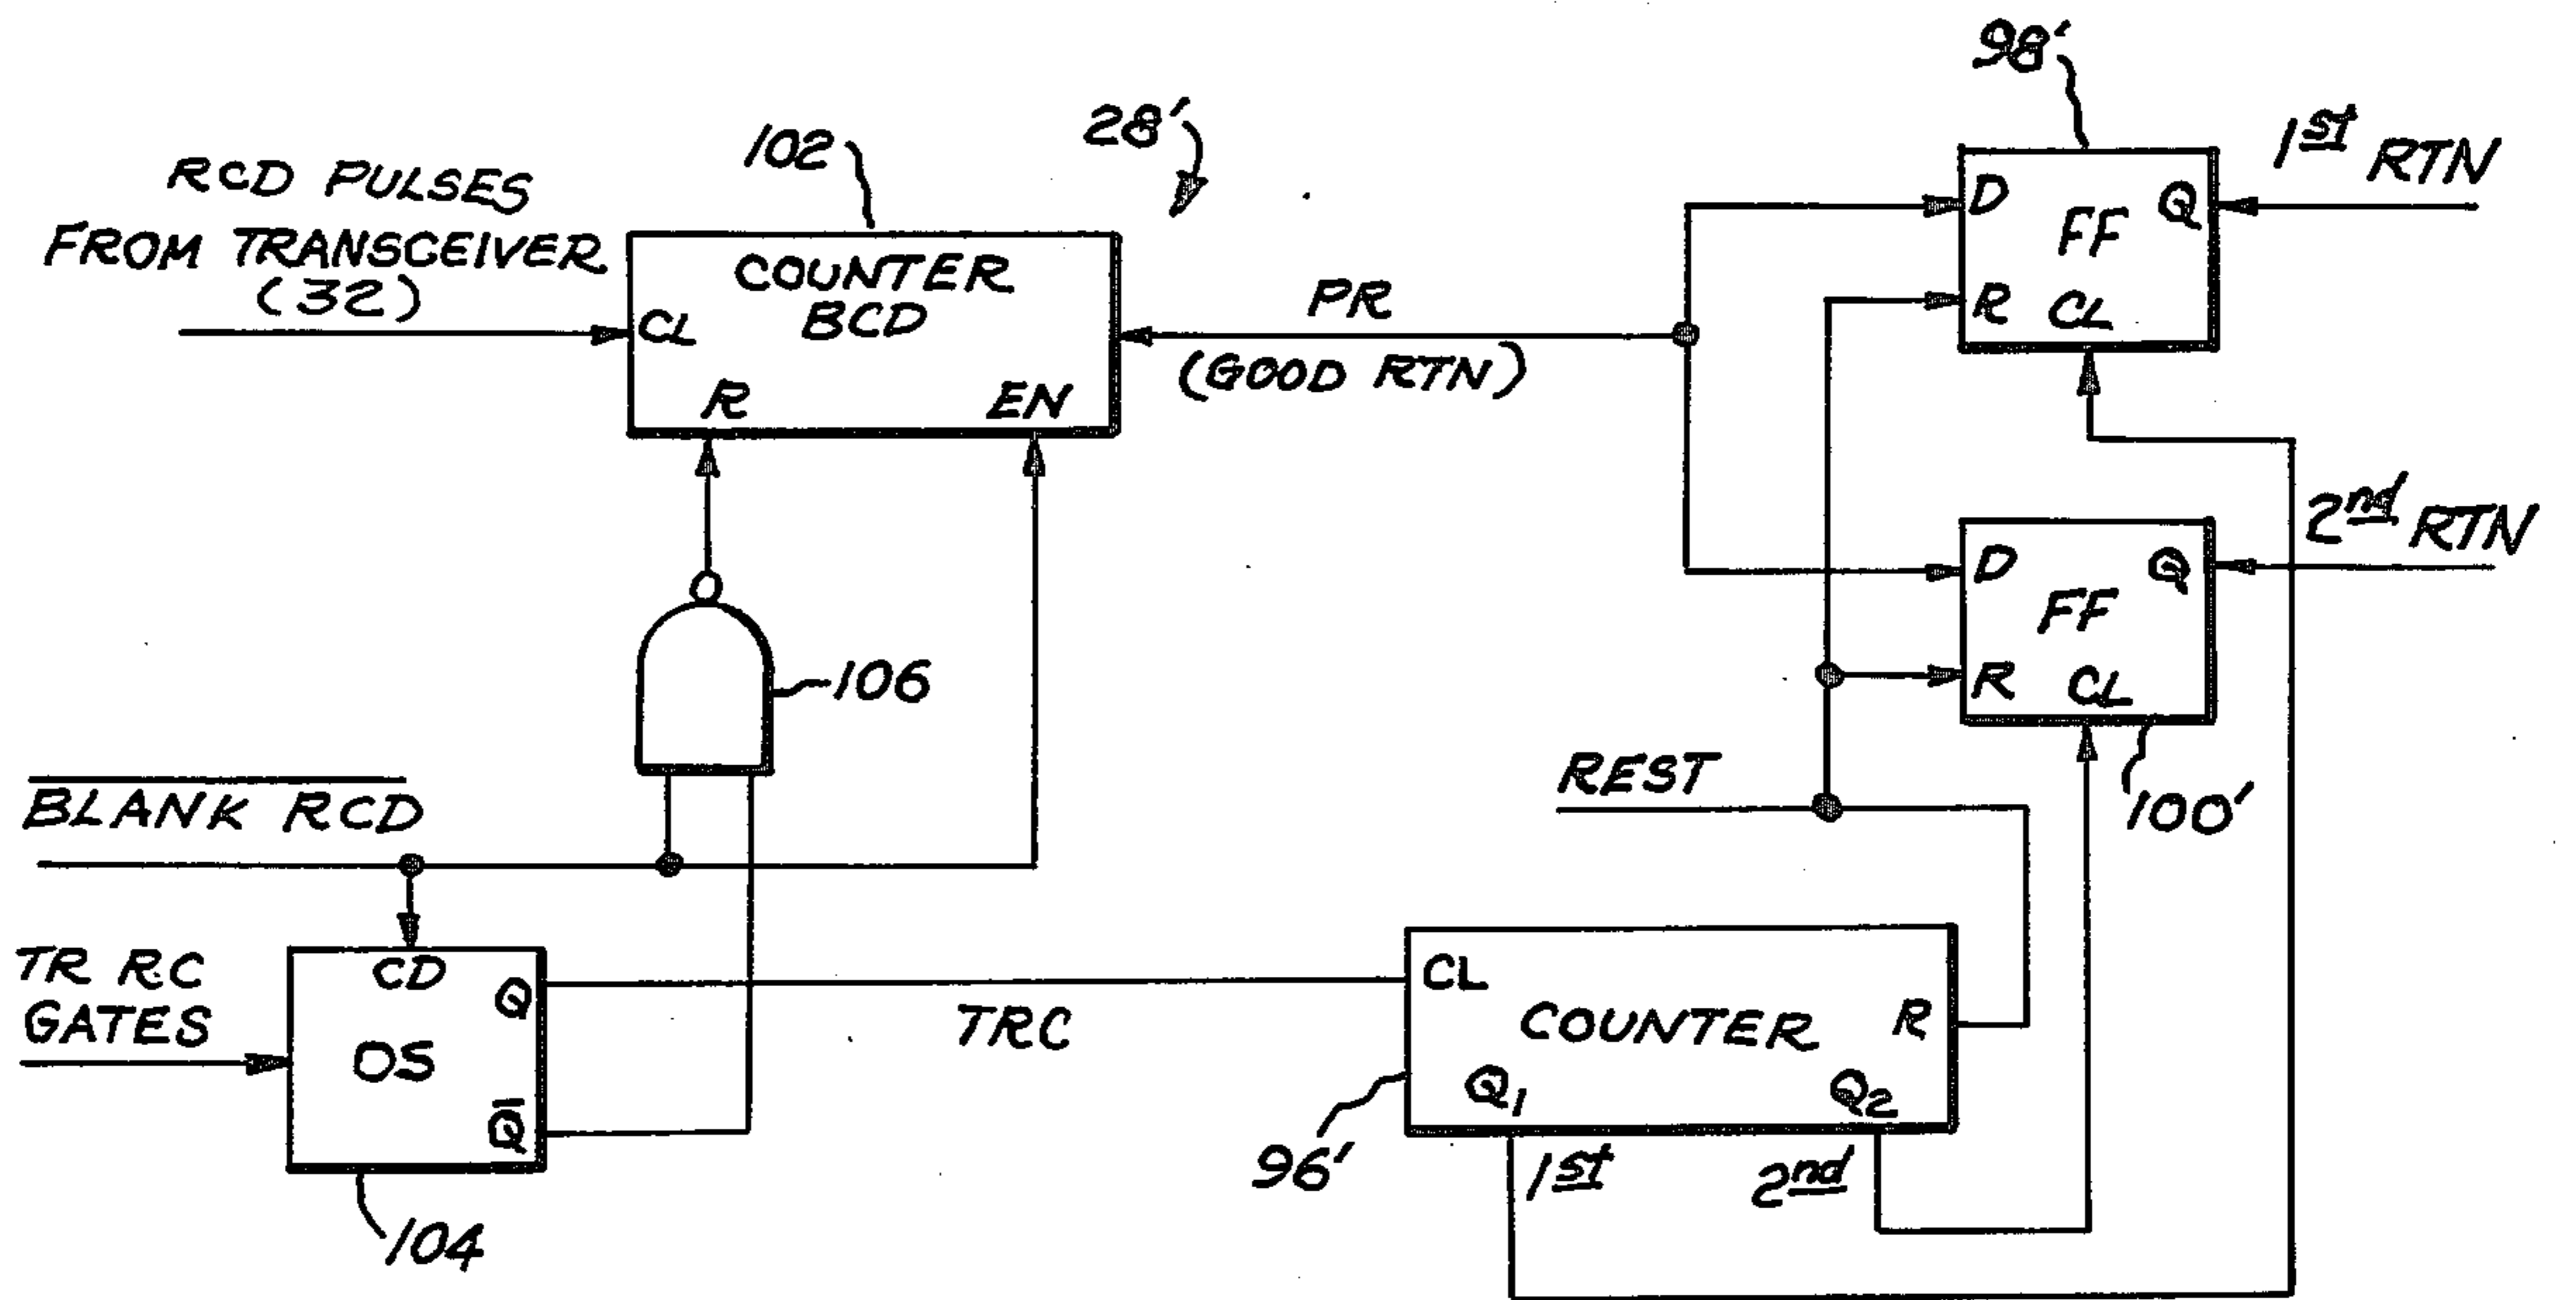 98'
1st RTN
28'
102
RCD PULSES
FROM TRANSCEIVER
(32)
COUNTER
BCD
CL
R
EN
PR
(GOOD RTN)
D
Q
FF
R
CL
2nd RTN
D
Q
FF
R
CL
100'
106
BLANK RCD
REST
TR RC
GATES
CD
Q
OS
Q̅
104
TRC
CL
COUNTER
R
Q1
Q2
96'
1st
2nd